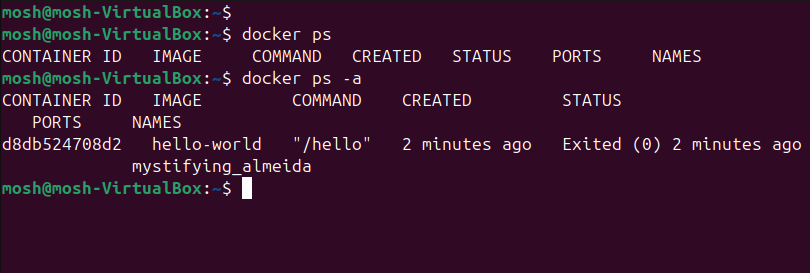 mosh@mosh-VirtualBox:~$
mosh@mosh-VirtualBox:~$ docker ps
CONTAINER ID   IMAGE     COMMAND   CREATED   STATUS    PORTS     NAMES
mosh@mosh-VirtualBox:~$ docker ps -a
CONTAINER ID   IMAGE         COMMAND    CREATED         STATUS
   PORTS     NAMES
d8db524708d2   hello-world   "/hello"   2 minutes ago   Exited (0) 2 minutes ago
             mystifying_almeida
mosh@mosh-VirtualBox:~$